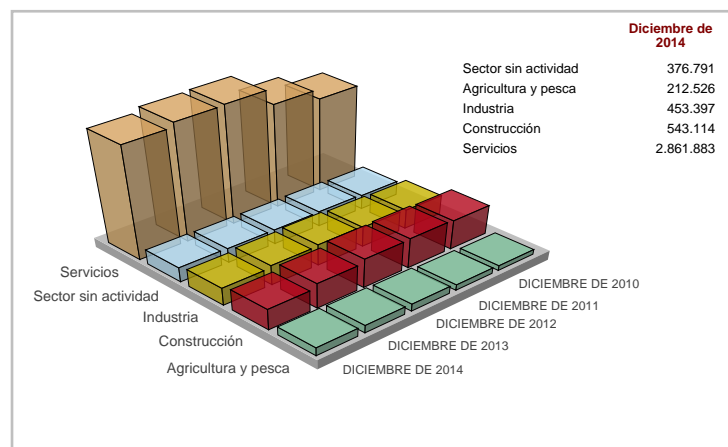 Diciembre de
2014
Sector sin actividad 376.791
Agricultura y pesca 212.526
Industria 453.397
Construcción 543.114
Servicios 2.861.883
Servicios
Sector sin actividad
Industria
Construcción
Agricultura y pesca
DICIEMBRE DE 2010
DICIEMBRE DE 2011
DICIEMBRE DE 2012
DICIEMBRE DE 2013
DICIEMBRE DE 2014